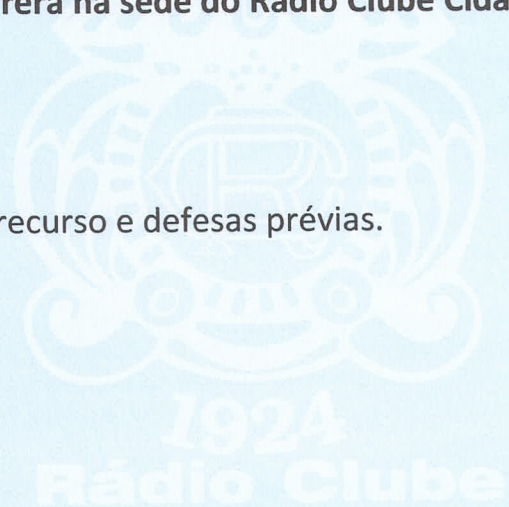 na sede do Rádio Clube
recurso e defesas prévias.
1924
Rádio Clube